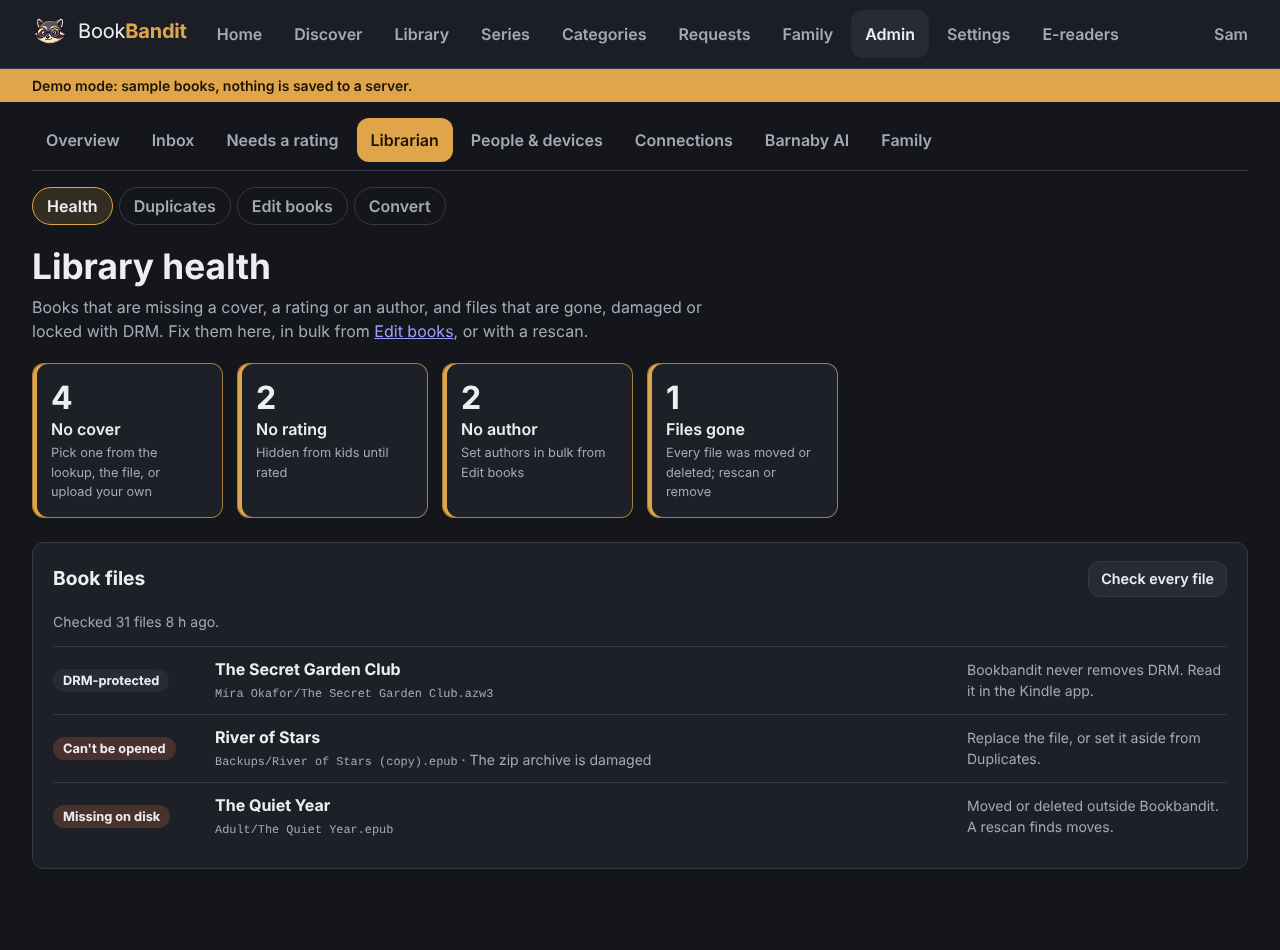 BookBandit Home Discover Library Series Categories Requests Family Admin Settings E-readers Sam
Demo mode: sample books, nothing is saved to a server.
Overview Inbox Needs a rating Librarian People & devices Connections Barnaby AI Family
Health Duplicates Edit books Convert
Library health
Books that are missing a cover, a rating or an author, and files that are gone, damaged or
locked with DRM. Fix them here, in bulk from Edit books, or with a rescan.
4
No cover
Pick one from the
lookup, the file, or
upload your own
2
No rating
Hidden from kids until
rated
2
No author
Set authors in bulk from
Edit books
1
Files gone
Every file was moved or
deleted; rescan or
remove
Book files
Check every file
Checked 31 files 8 h ago.
DRM-protected
The Secret Garden Club
Mira Okafor/The Secret Garden Club.azw3
Bookbandit never removes DRM. Read
it in the Kindle app.
Can't be opened
River of Stars
Backups/River of Stars (copy).epub · The zip archive is damaged
Replace the file, or set it aside from
Duplicates.
Missing on disk
The Quiet Year
Adult/The Quiet Year.epub
Moved or deleted outside Bookbandit.
A rescan finds moves.